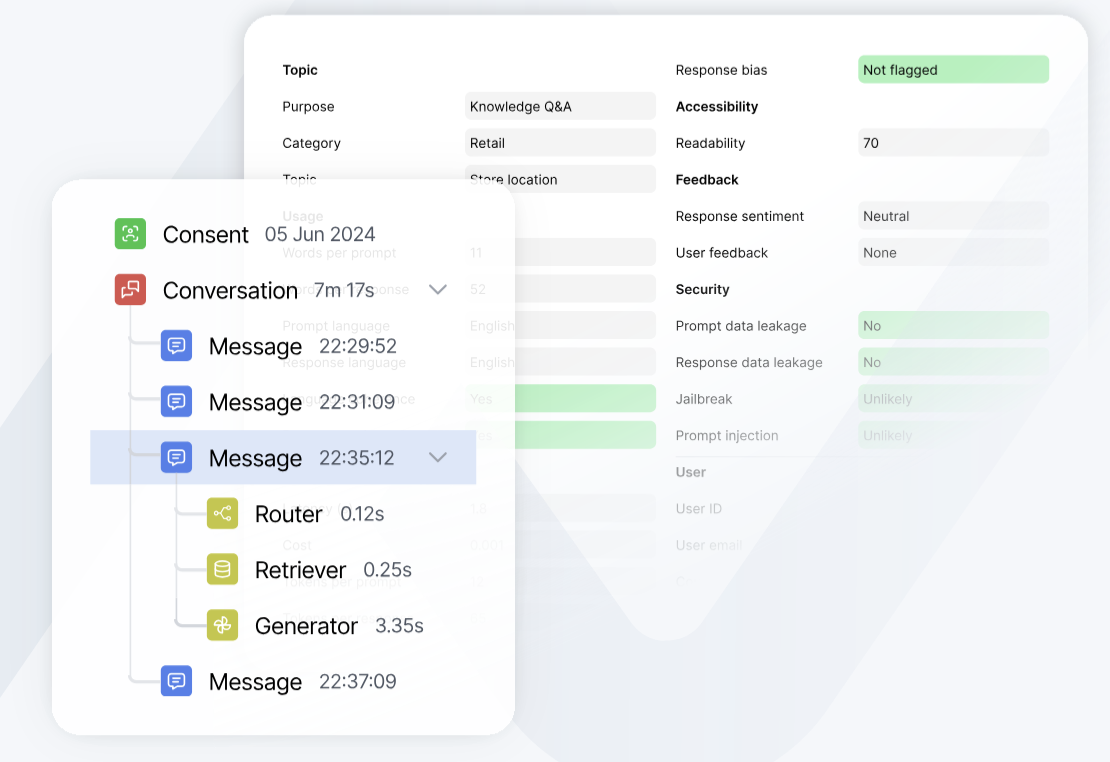 Topic
Purpose Knowledge Q&A
Category Retail
Topic Store location
Usage
Words per prompt 11
52
Prompt language English
Response language English
Yes
Cost
Response bias Not flagged
Accessibility
Readability 70
Feedback
Response sentiment Neutral
User feedback None
Security
Prompt data leakage No
Response data leakage No
Jailbreak Unlikely
Prompt injection Unlikely
User
User ID
User email
Consent 05 Jun 2024
Conversation 7m 17s
Message 22:29:52
Message 22:31:09
Message 22:35:12
Router 0.12s
Retriever 0.25s
Generator 3.35s
Message 22:37:09